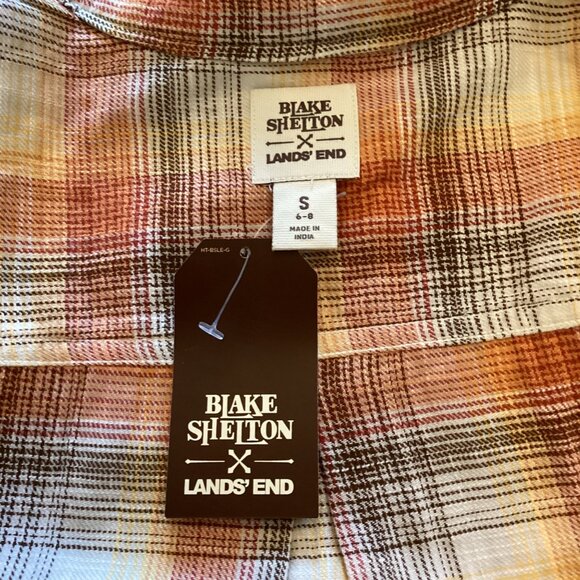 BLAKE
SHELTON
X
LANDS' END
S
6-8
MADE IN
INDIA
HT-BSLE-G
BLAKE
SHELTON
X
LANDS' END